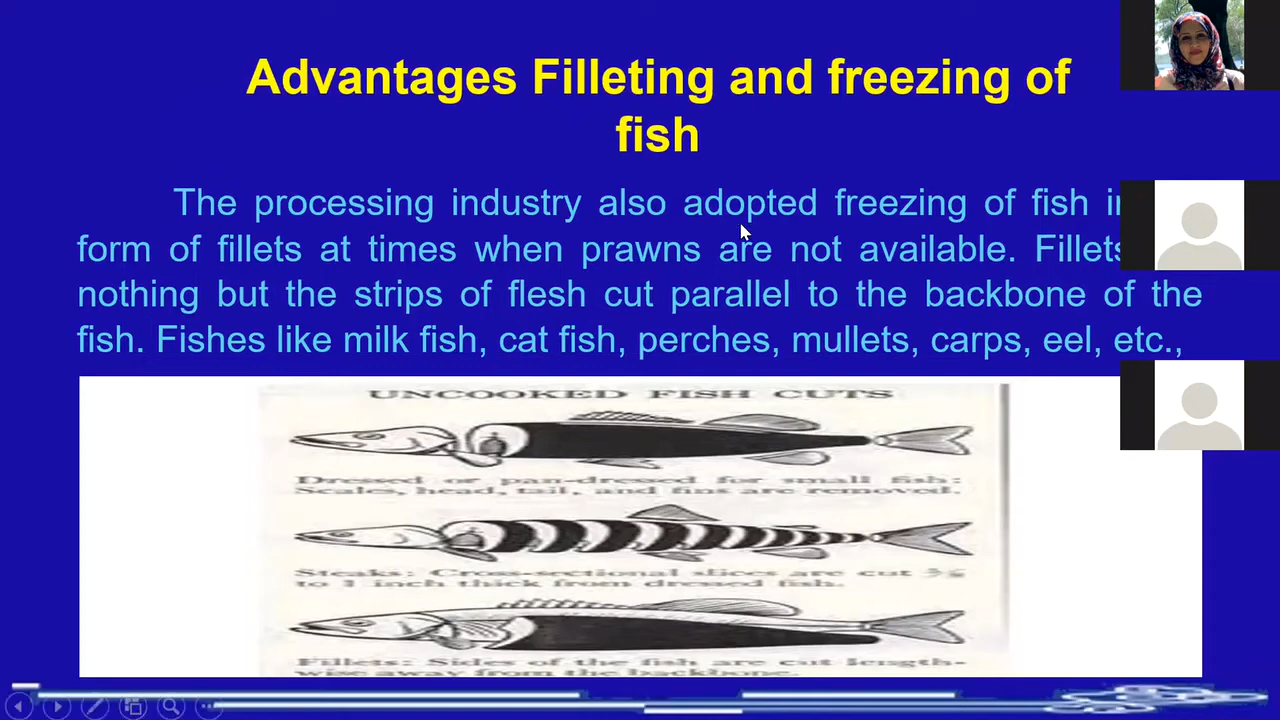 Advantages Filleting and freezing of
fish
The processing industry also adopted freezing of fish
form of fillets at times when prawns are not available. Fillets
nothing but the strips of flesh cut parallel to the backbone of the
fish. Fishes like milk fish, cat fish, perches, mullets, carps, eel, etc.,
UNCOOKED FISH CUTS
Dressed or pan-dressed for small fish:
Scales, head, tail, and fins are removed.
Steaks: Cross-sectional slices are cut
to 1 inch thick from dressed fish.
Fillets: Sides of the fish are cut length-
wise away from the backbone.